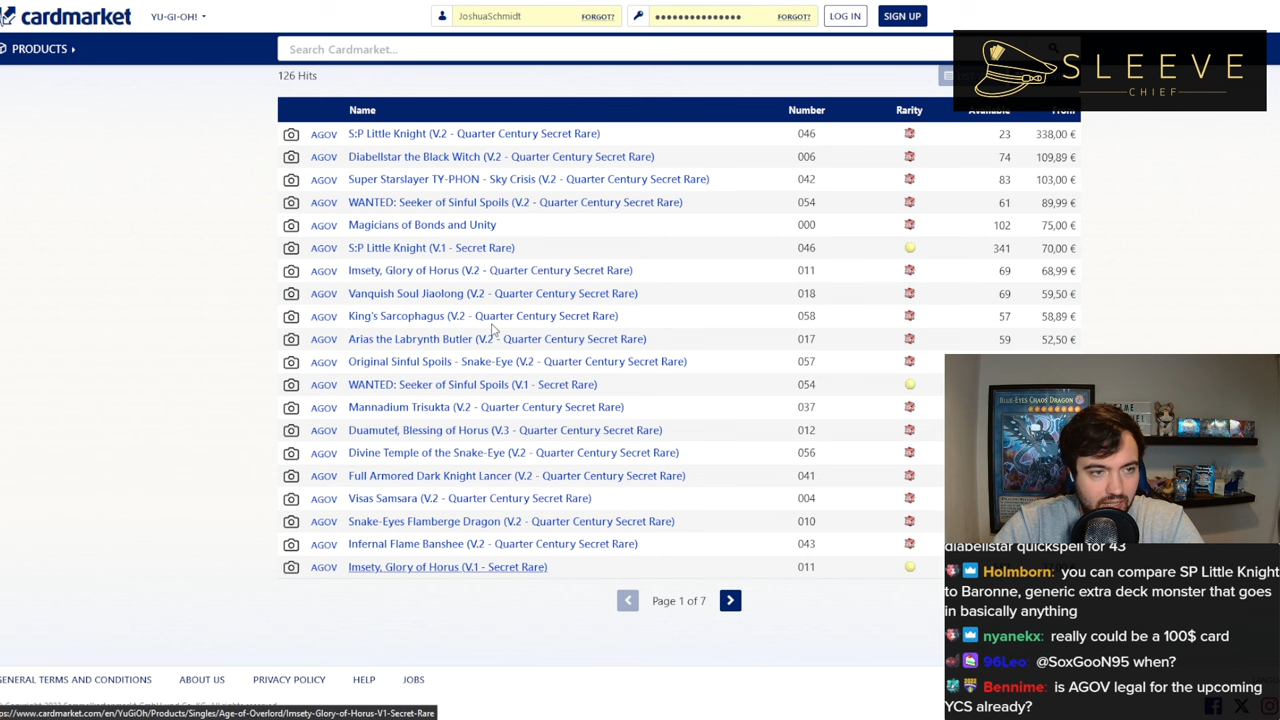 cardmarket
YU-GI-OH!
JoshuaSchmidt
FORGOT?
•••••••••••••••
FORGOT?
LOG IN
SIGN UP
PRODUCTS
Search Cardmarket...
SLEEVE
CHIEF
126 Hits
Name Number Rarity Available From
AGOV S:P Little Knight (V.2 - Quarter Century Secret Rare) 046 23 338,00 €
AGOV Diabellstar the Black Witch (V.2 - Quarter Century Secret Rare) 006 74 109,89 €
AGOV Super Starslayer TY-PHON - Sky Crisis (V.2 - Quarter Century Secret Rare) 042 83 103,00 €
AGOV WANTED: Seeker of Sinful Spoils (V.2 - Quarter Century Secret Rare) 054 61 89,99 €
AGOV Magicians of Bonds and Unity 000 102 75,00 €
AGOV S:P Little Knight (V.1 - Secret Rare) 046 341 70,00 €
AGOV Imsety, Glory of Horus (V.2 - Quarter Century Secret Rare) 011 69 68,99 €
AGOV Vanquish Soul Jiaolong (V.2 - Quarter Century Secret Rare) 018 69 59,50 €
AGOV King's Sarcophagus (V.2 - Quarter Century Secret Rare) 058 57 58,89 €
AGOV Arias the Labrynth Butler (V.2 - Quarter Century Secret Rare) 017 59 52,50 €
AGOV Original Sinful Spoils - Snake-Eye (V.2 - Quarter Century Secret Rare) 057
AGOV WANTED: Seeker of Sinful Spoils (V.1 - Secret Rare) 054
AGOV Mannadium Trisukta (V.2 - Quarter Century Secret Rare) 037
AGOV Duamutef, Blessing of Horus (V.3 - Quarter Century Secret Rare) 012
AGOV Divine Temple of the Snake-Eye (V.2 - Quarter Century Secret Rare) 056
AGOV Full Armored Dark Knight Lancer (V.2 - Quarter Century Secret Rare) 041
AGOV Visas Samsara (V.2 - Quarter Century Secret Rare) 004
AGOV Snake-Eyes Flamberge Dragon (V.2 - Quarter Century Secret Rare) 010
AGOV Infernal Flame Banshee (V.2 - Quarter Century Secret Rare) 043
AGOV Imsety, Glory of Horus (V.1 - Secret Rare) 011
Page 1 of 7
BLUE-EYES CHAOS DRAGON
diabellstar quickspell for 43
Holmborn: you can compare SP Little Knight
to Baronne, generic extra deck monster that goes
in basically anything
nyanekx: really could be a 100$ card
96Leo: @SoxGooN95 when?
Bennime: is AGOV legal for the upcoming
YCS already?
GENERAL TERMS AND CONDITIONS
ABOUT US
PRIVACY POLICY
HELP
JOBS
ps://www.cardmarket.com/en/YuGiOh/Products/Singles/Age-of-Overlord/Imsety-Glory-of-Horus-V1-Secret-Rare